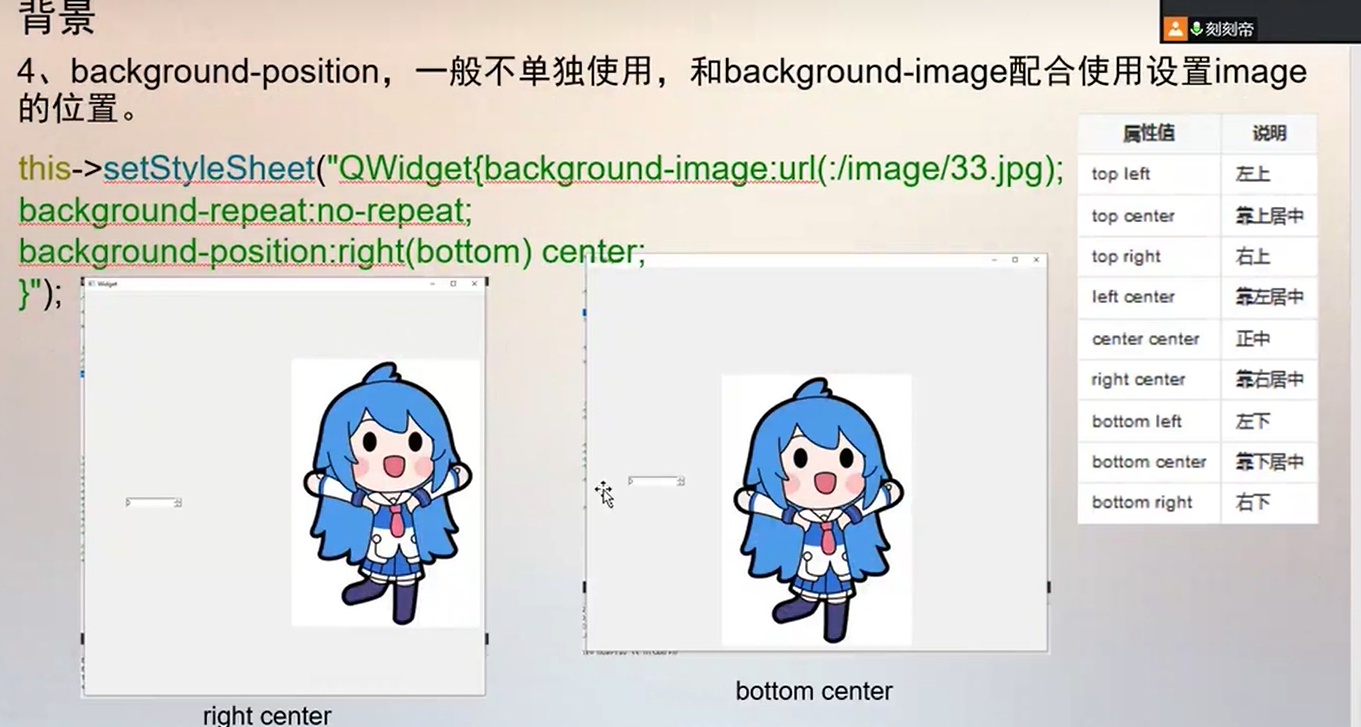 背景
刻刻帝
4、background-position，一般不单独使用，和background-image配合使用设置image
的位置。
this->setStyleSheet("QWidget{background-image:url(:/image/33.jpg);
background-repeat:no-repeat;
background-position:right(bottom) center;
}");
属性值 说明
top left 左上
top center 靠上居中
top right 右上
left center 靠左居中
center center 正中
right center 靠右居中
bottom left 左下
bottom center 靠下居中
bottom right 右下
Widget
right center
bottom center